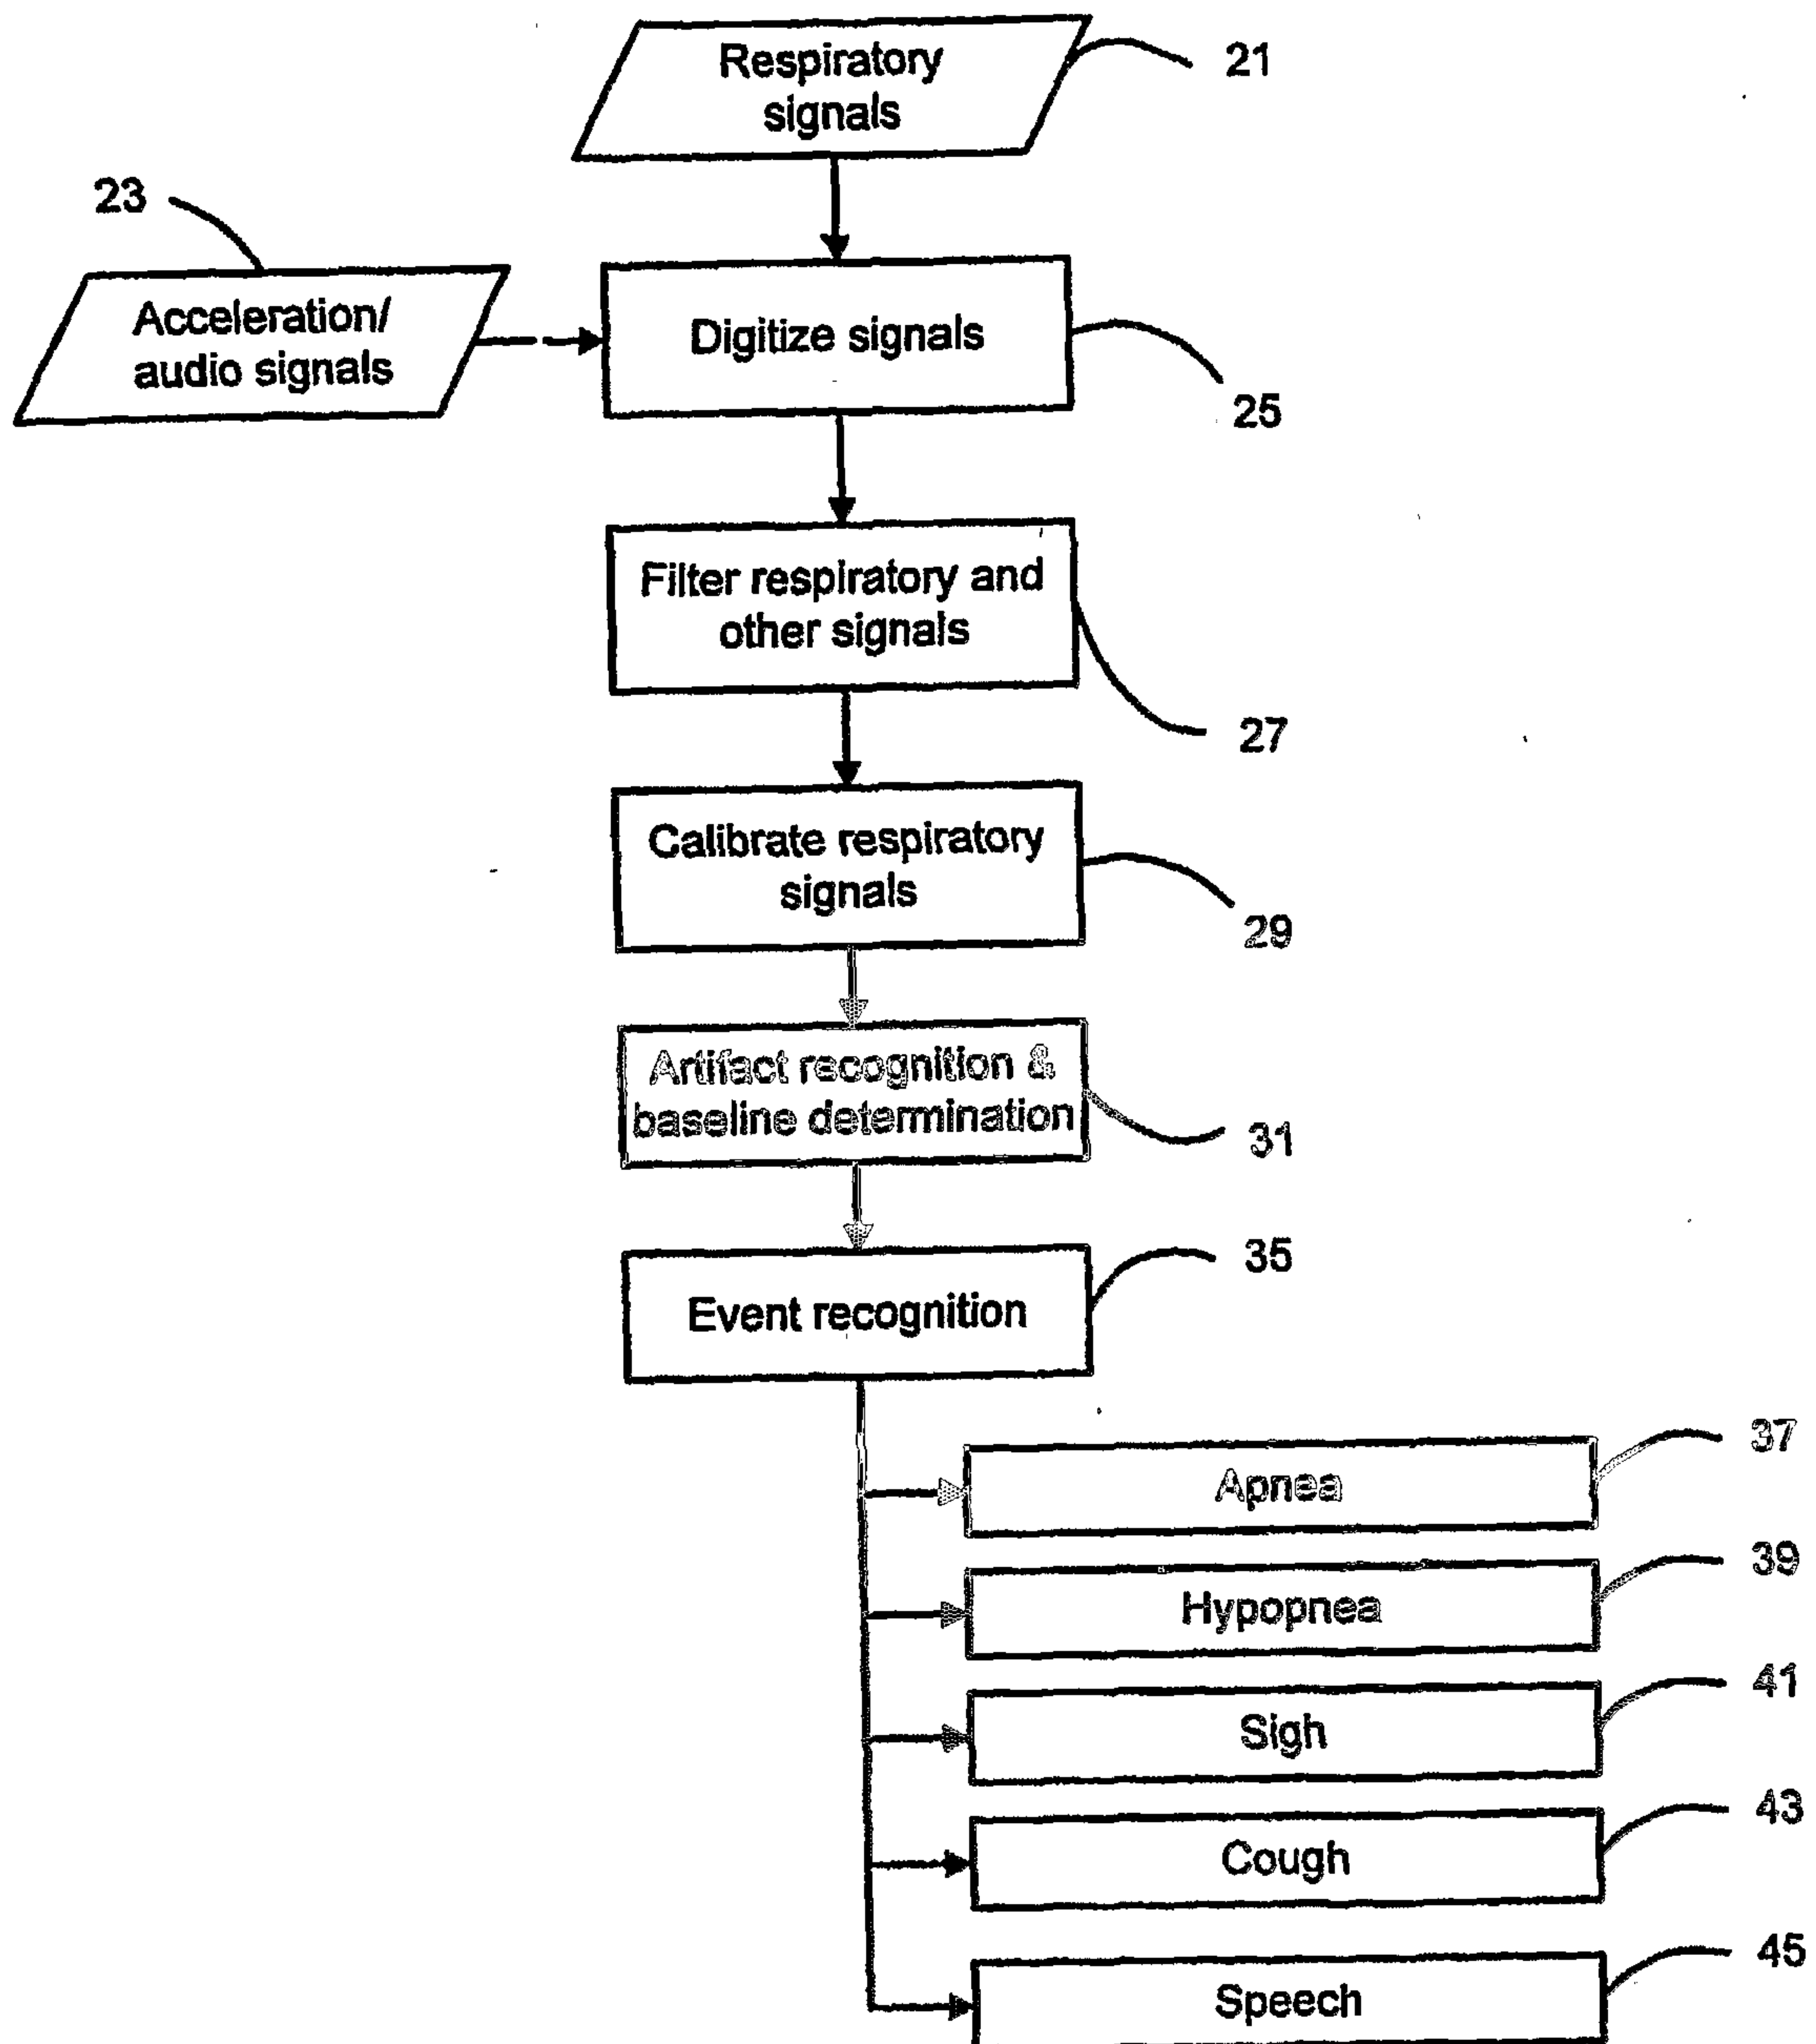 Respiratory
signals
21
23
Acceleration/
audio signals
Digitize signals
25
Filter respiratory and
other signals
27
Calibrate respiratory
signals
29
Artifact recognition &
baseline determination
31
Event recognition
35
Apnea
37
Hypopnea
39
Sigh
41
Cough
43
Speech
45